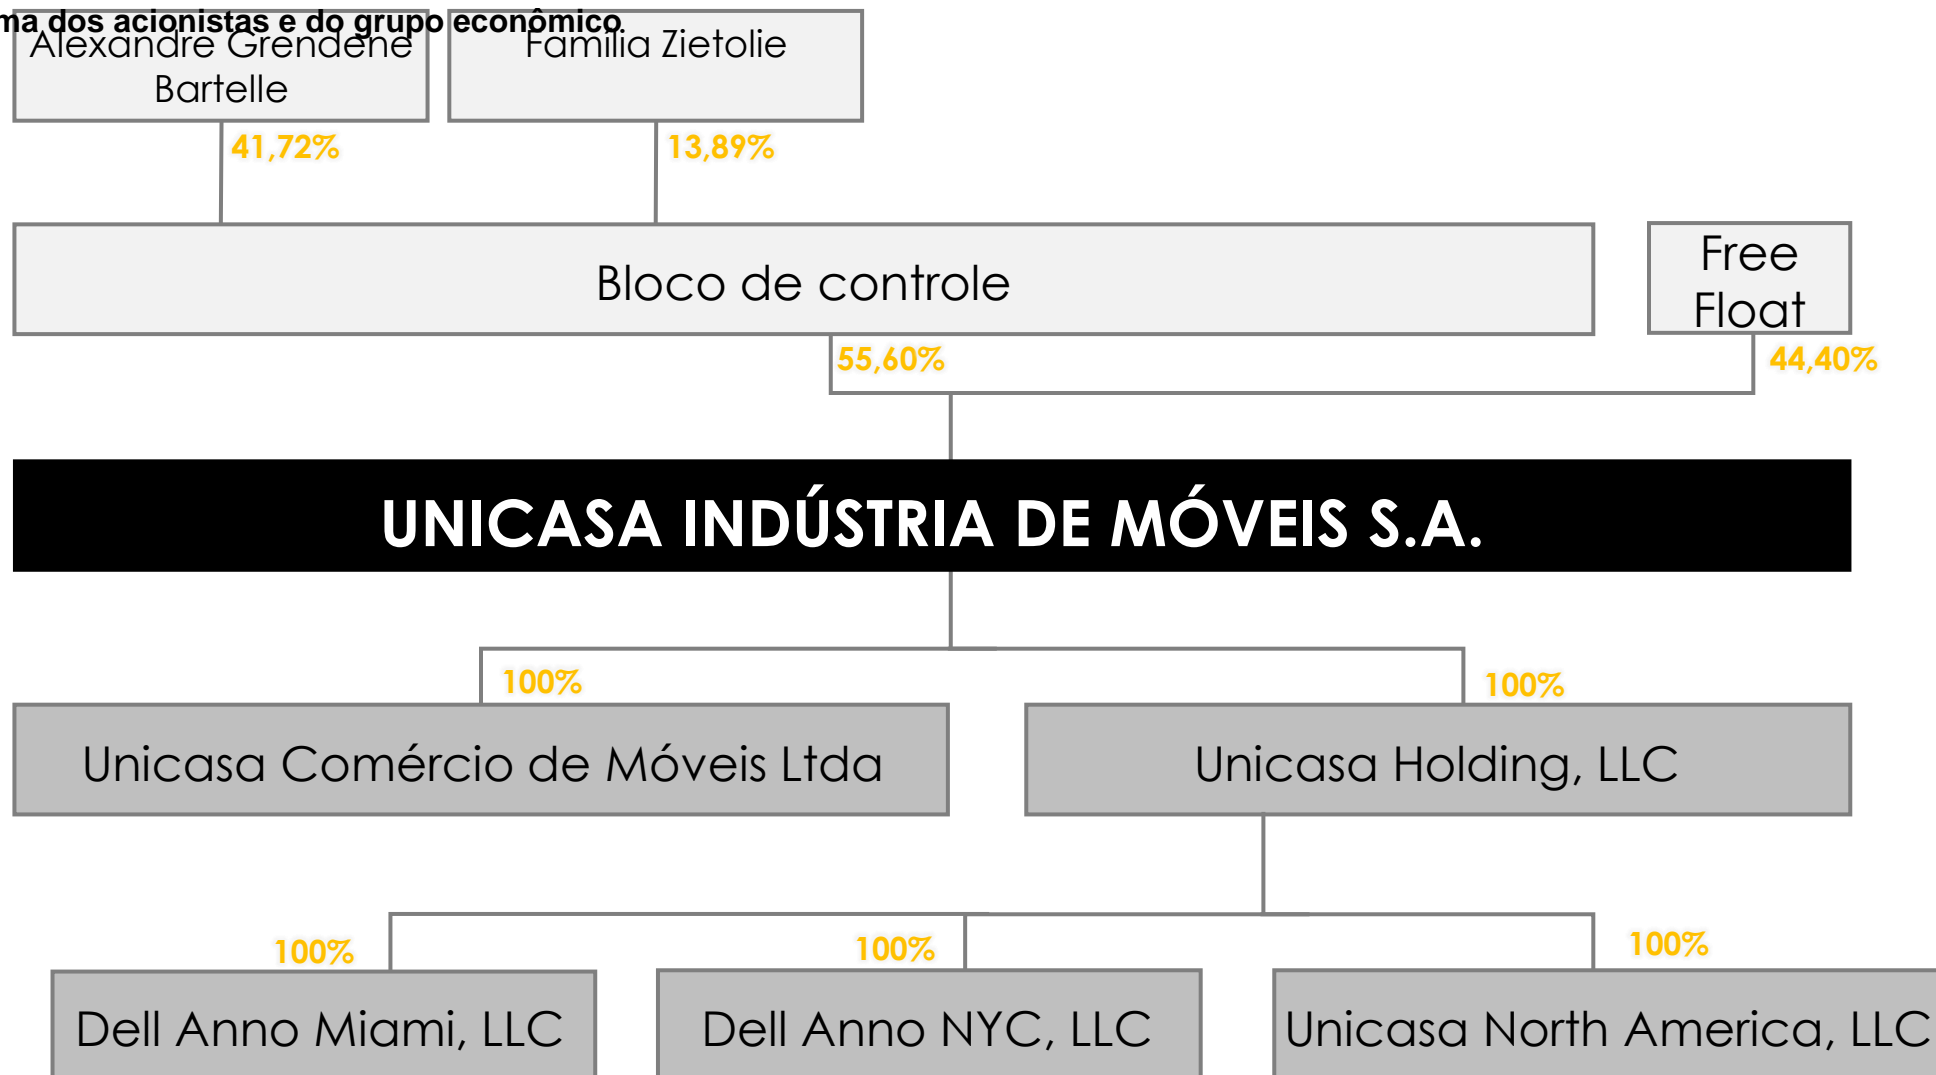 dos acionistas e do grupo econômico
Alexandre Grendene
Bartelle
Família Zietolie
41,72%
13,89%
Bloco de controle
Free
Float
55,60%
44,40%
UNICASA INDÚSTRIA DE MÓVEIS S.A.
100%
100%
Unicasa Comércio de Móveis Ltda
Unicasa Holding, LLC
100%
100%
100%
Dell Anno Miami, LLC
Dell Anno NYC, LLC
Unicasa North America, LLC